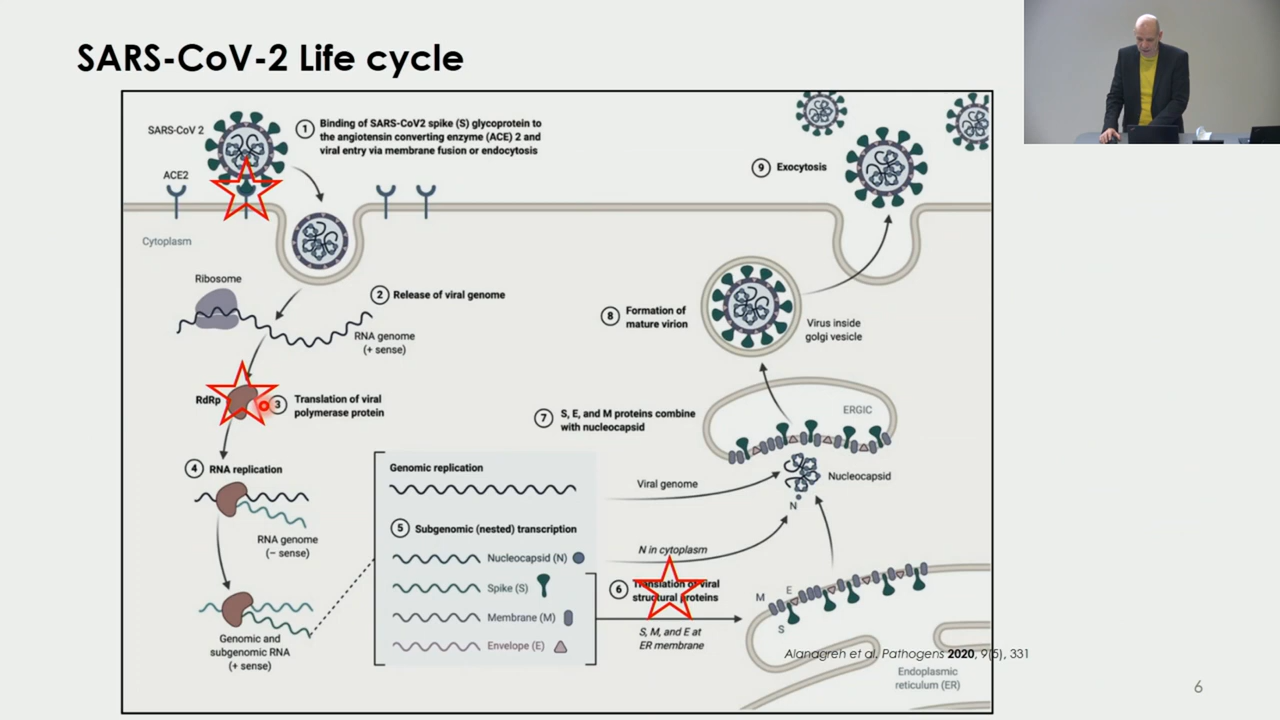 SARS-CoV-2 Life cycle
SARS-CoV 2
1
Binding of SARS-CoV2 spike (S) glycoprotein to
the angiotensin converting enzyme (ACE) 2 and
viral entry via membrane fusion or endocytosis
ACE2
Cytoplasm
Ribosome
2 Release of viral genome
RNA genome
(+ sense)
RdRp
3 Translation of viral
polymerase protein
4 RNA replication
RNA genome
(− sense)
Genomic and
subgenomic RNA
(+ sense)
Genomic replication
5 Subgenomic (nested) transcription
Nucleocapsid (N)
Spike (S)
Membrane (M)
Envelope (E)
Viral genome
N in cytoplasm
6 Translation of viral
structural proteins
S, M, and E at
ER membrane
M
E
S
Endoplasmic
reticulum (ER)
7 S, E, and M proteins combine
with nucleocapsid
ERGIC
Nucleocapsid
N
8 Formation of
mature virion
Virus inside
golgi vesicle
9 Exocytosis
Alanagreh et al. Pathogens 2020, 9(5), 331
6